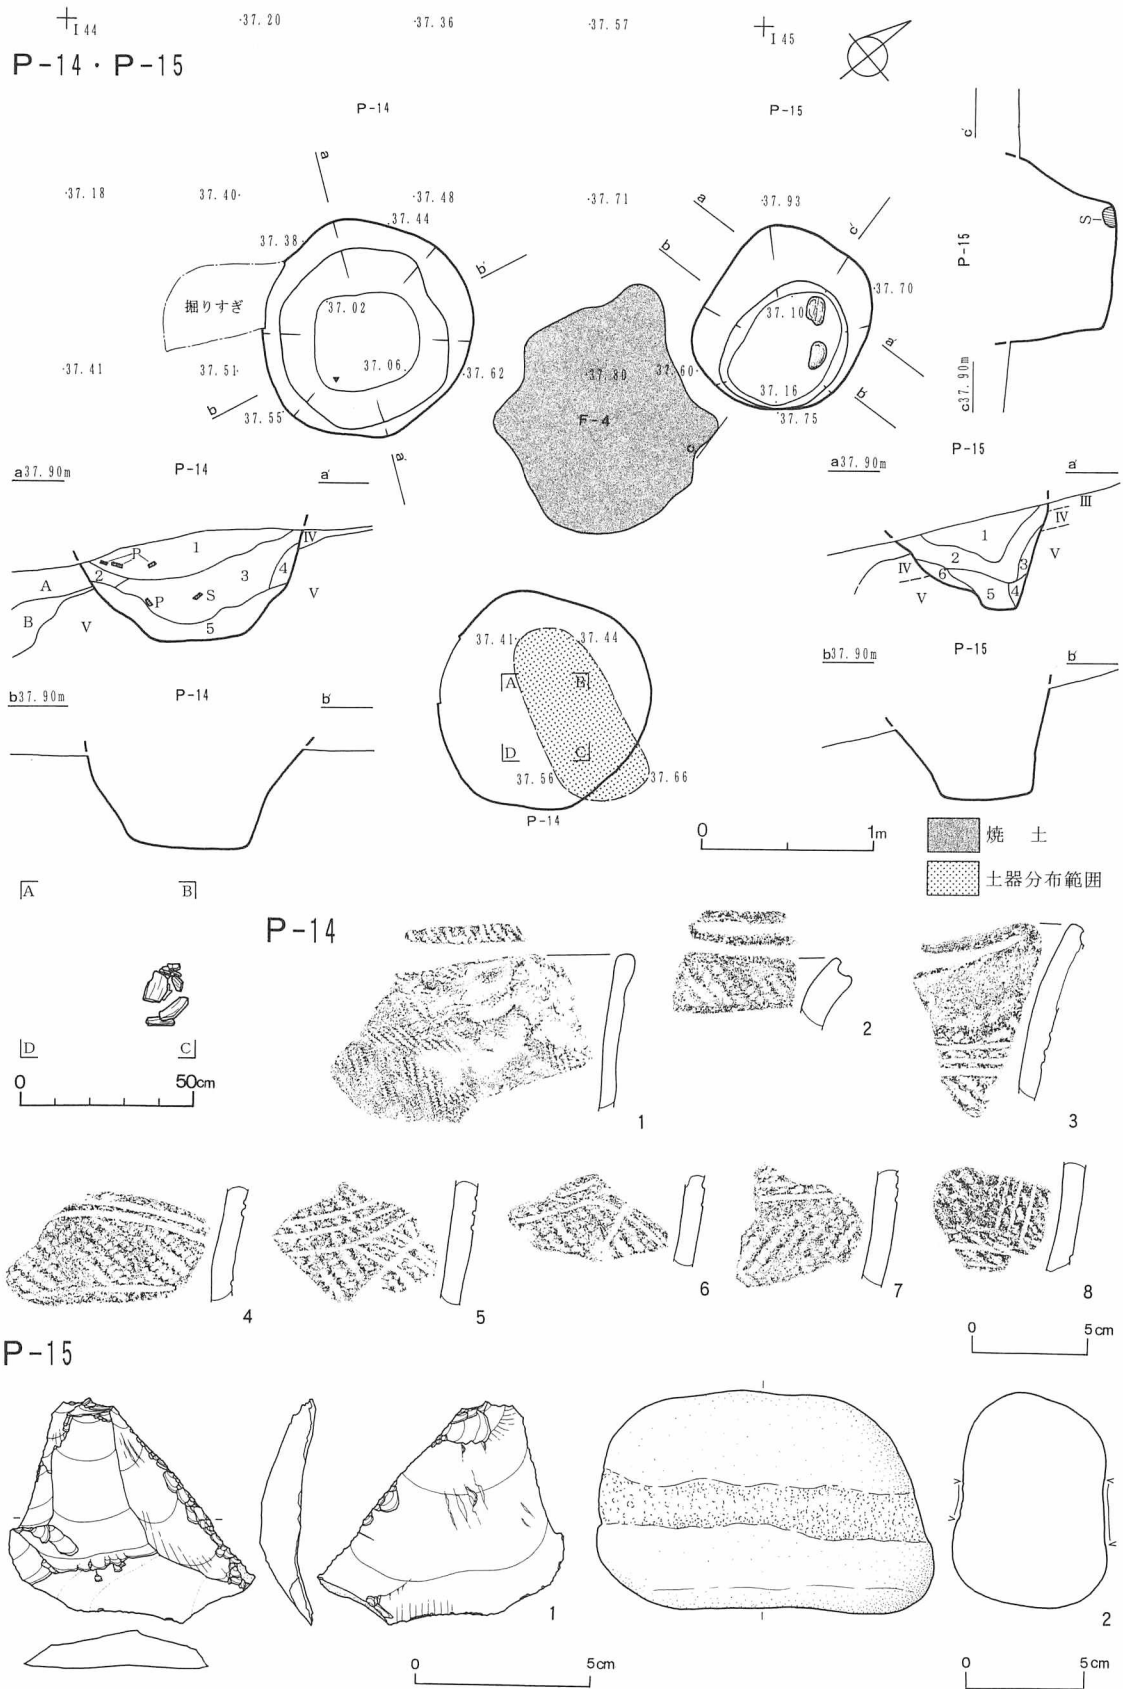 I 44
·37. 20
·37. 36
·37. 57
I 45
P-14・P-15
P-14
P-15
a
c'
·37. 18
37. 40·
·37. 48
·37. 71
·37. 93
37. 44
37. 38
a
c'
b
b'
S
P-15
掘りすぎ
37. 02
37. 10
37. 70
·37. 41
37. 51·
37. 06
37. 62
·37. 80
37. 60
a'
b
37. 55
F-4
37. 16
37. 75
b'
a'
c
c37. 90m
a37. 90m
P-14
a'
a37. 90m
P-15
a'
P
1
IV
A
2
3
4
B
V
P
S
V
5
III
1
IV
2
V
IV
6
3
V
5
4
37. 41
37. 44
A
B
D
C
37. 56
37. 66
P-14
b37. 90m
P-14
b'
b37. 90m
P-15
b'
0
1m
焼 土
土器分布範囲
A
B
D
C
0
50cm
P-14
1
2
3
4
5
6
7
8
0
5cm
P-15
1
2
0
5cm
0
5cm